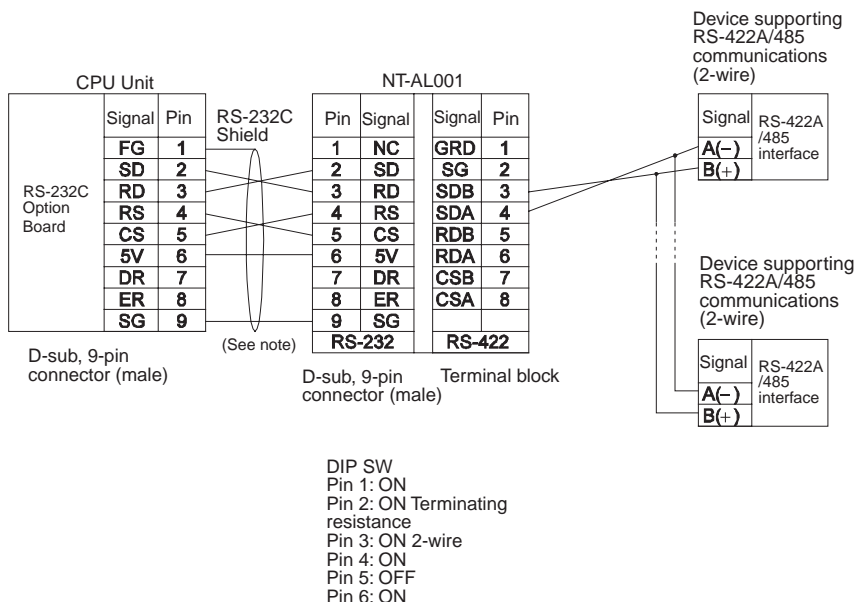 Device supporting
RS-422A/485
communications
(2-wire)
CPU Unit
NT-AL001
Signal Pin
RS-232C
Shield
Pin Signal
Signal Pin
Signal
RS-422A
/485
interface
FG 1
1 NC
GRD 1
A(−)
SD 2
2 SD
SG 2
B(+)
RS-232C
Option
Board
RD 3
3 RD
SDB 3
RS 4
4 RS
SDA 4
CS 5
5 CS
RDB 5
5V 6
6 5V
RDA 6
DR 7
7 DR
CSB 7
ER 8
8 ER
CSA 8
SG 9
9 SG
(See note)
RS-232
RS-422
D-sub, 9-pin
connector (male)
D-sub, 9-pin
connector (male)
Terminal block
Device supporting
RS-422A/485
communications
(2-wire)
Signal
RS-422A
/485
interface
A(−)
B(+)
DIP SW
Pin 1: ON
Pin 2: ON Terminating
resistance
Pin 3: ON 2-wire
Pin 4: ON
Pin 5: OFF
Pin 6: ON